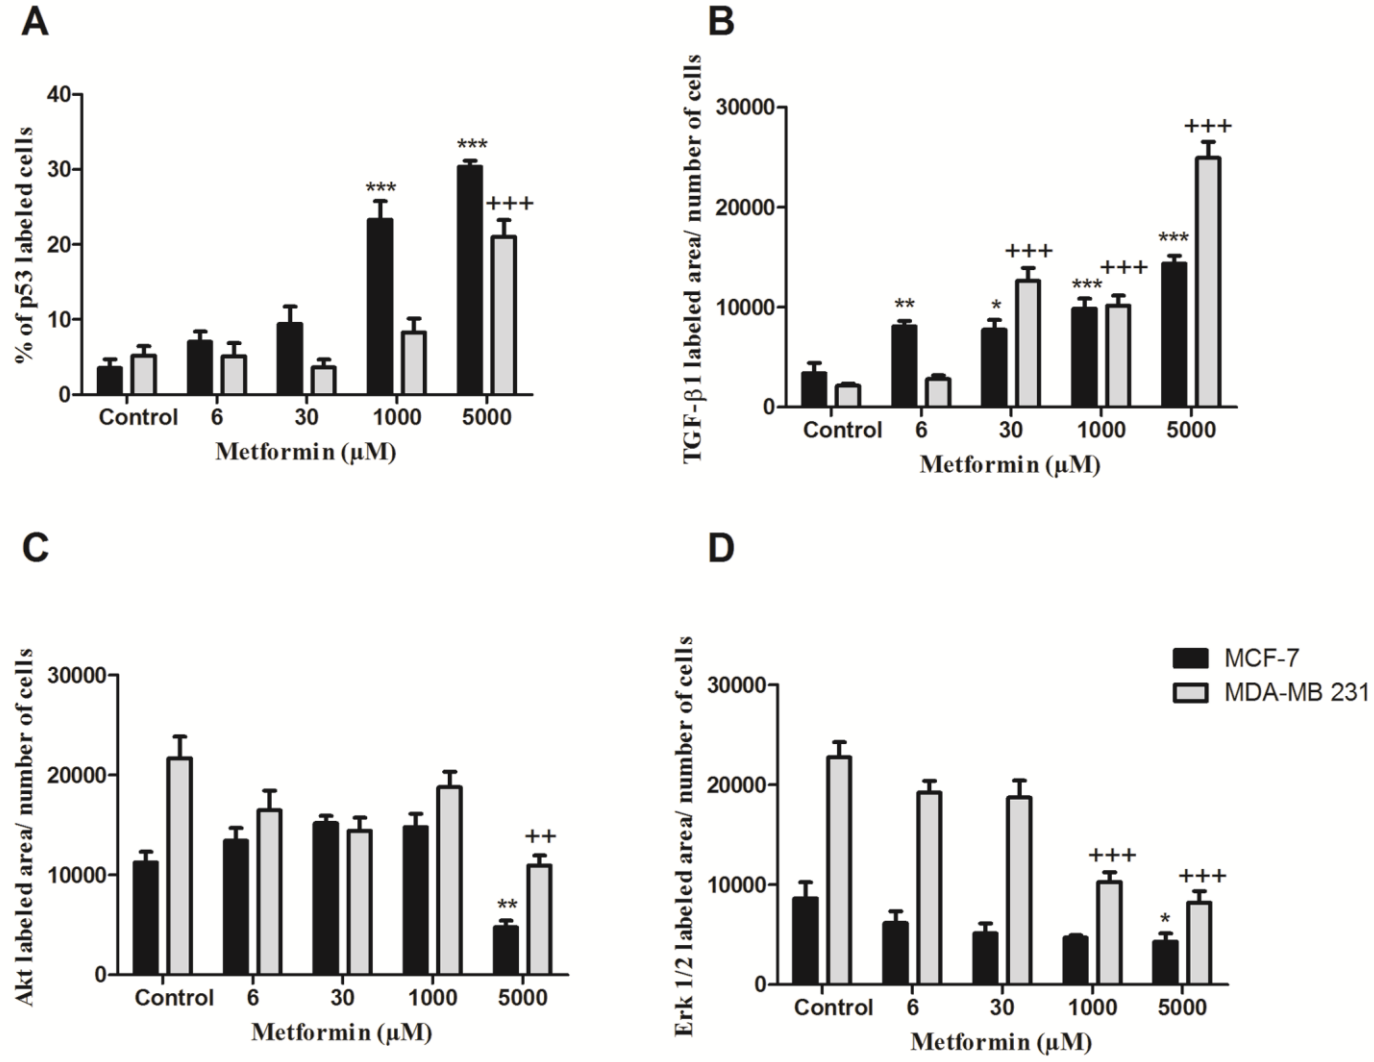 A
% of p53 labeled cells
40
30
20
10
0
***
***
+++
Control 6 30 1000 5000
Metformin (µM)
B
TGF-β1 labeled area/ number of cells
30000
20000
10000
0
**
*
+++
***
+++
***
+++
Control 6 30 1000 5000
Metformin (µM)
C
Akt labeled area/ number of cells
30000
20000
10000
0
**
++
Control 6 30 1000 5000
Metformin (µM)
D
Erk 1/2 labeled area/ number of cells
30000
20000
10000
0
+++
*
+++
Control 6 30 1000 5000
Metformin (µM)
MCF-7
MDA-MB 231